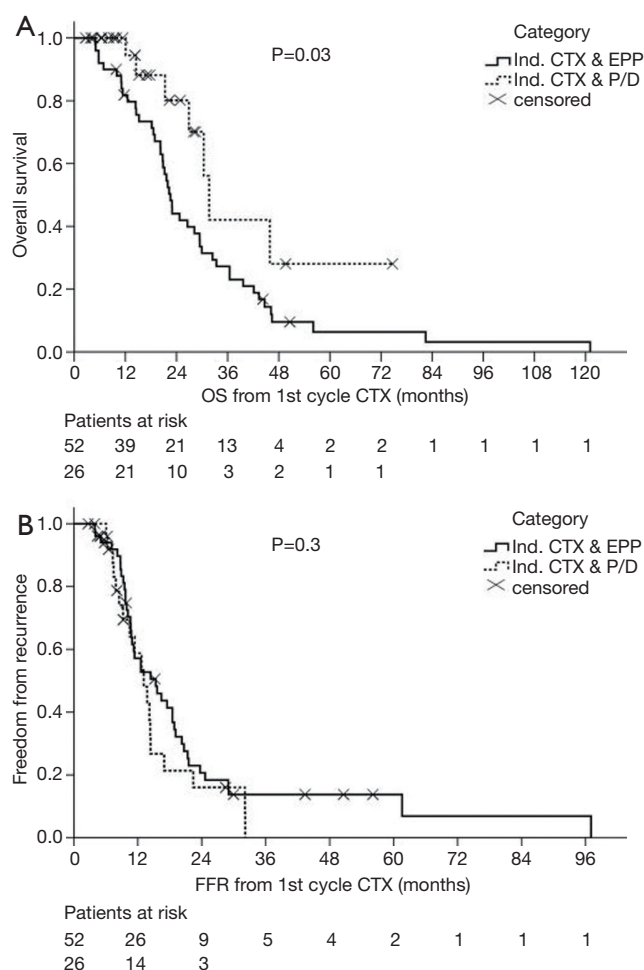 A
Category
P=0.03
Ind. CTX & EPP
Ind. CTX & P/D
censored
Overall survival
1.0
0.8
0.6
0.4
0.2
0.0
0 12 24 36 48 60 72 84 96 108 120
OS from 1st cycle CTX (months)
Patients at risk
52 39 21 13 4 2 2 1 1 1 1
26 21 10 3 2 1 1
B
Category
P=0.3
Ind. CTX & EPP
Ind. CTX & P/D
censored
Freedom from recurrence
1.0
0.8
0.6
0.4
0.2
0.0
0 12 24 36 48 60 72 84 96
FFR from 1st cycle CTX (months)
Patients at risk
52 26 9 5 4 2 1 1 1
26 14 3